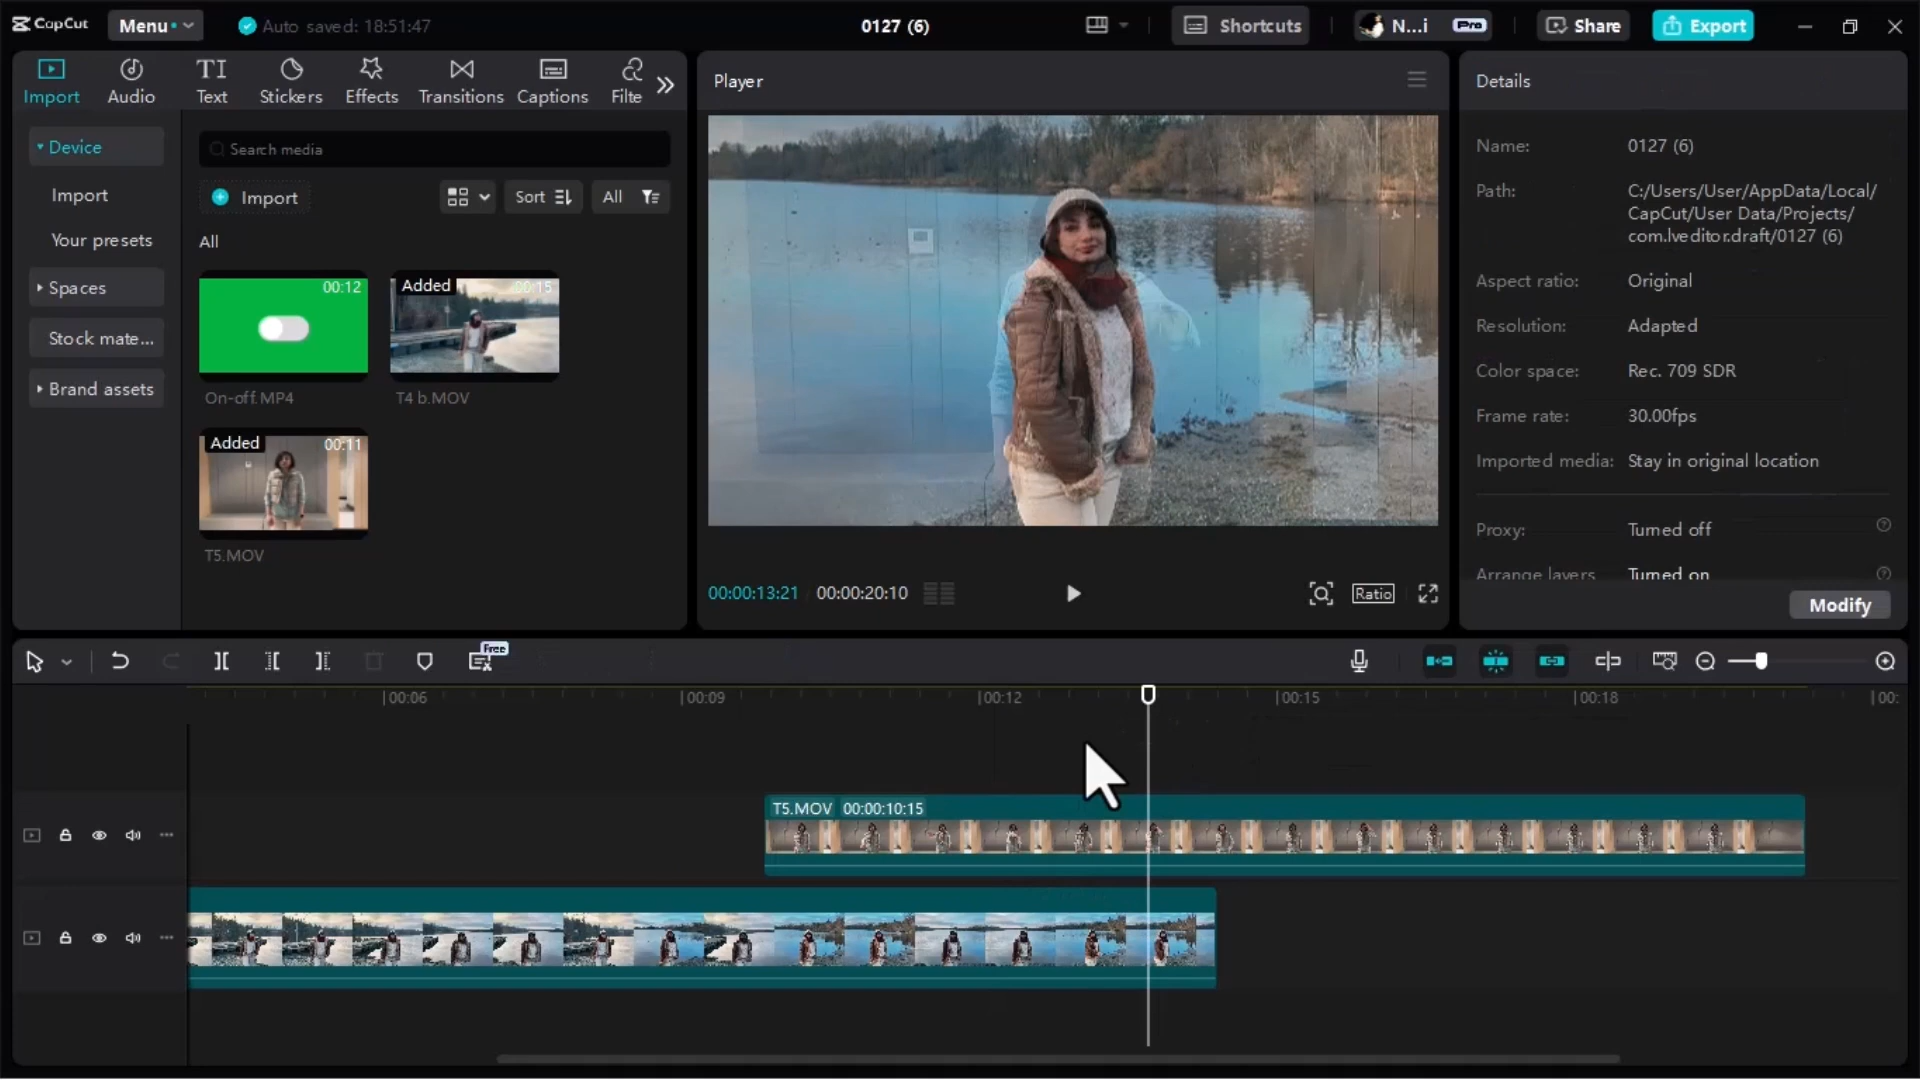 CapCut
Menu
Auto saved: 18:51:47
0127 (6)
Shortcuts
N...i
Pro
Share
Export
Import
Audio
TI
Text
Stickers
Effects
Transitions
Captions
Filte
Device
Import
Your presets
Spaces
Stock mate...
Brand assets
Search media
Import
Sort
All
All
00:12
On-off.MP4
Added
00:15
T4 b.MOV
Added
00:11
T5.MOV
Player
00:00:13:21
00:00:20:10
Ratio
Details
Name: 0127 (6)
Path: C:/Users/User/AppData/Local/
CapCut/User Data/Projects/
com.lveditor.draft/0127 (6)
Aspect ratio: Original
Resolution: Adapted
Color space: Rec. 709 SDR
Frame rate: 30.00fps
Imported media: Stay in original location
Proxy: Turned off
Arrange layers Turned on
Modify
Free
00:06
00:09
00:12
00:15
00:18
00:
T5.MOV 00:00:10:15